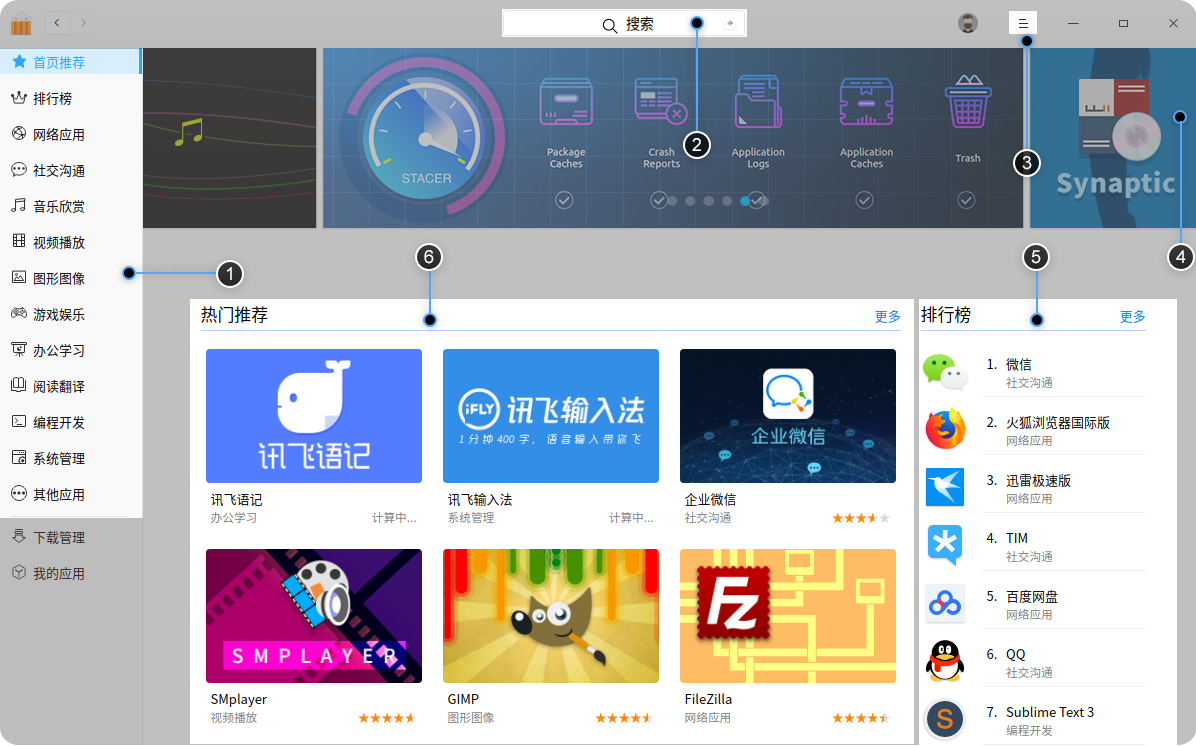 搜索
首页推荐
排行榜
网络应用
社交沟通
音乐欣赏
视频播放
图形图像
游戏娱乐
办公学习
阅读翻译
编程开发
系统管理
其他应用
下载管理
我的应用
STACER
Package
Caches
Crash
Reports
Application
Logs
Application
Caches
Trash
Synaptic
1
2
3
4
5
6
热门推荐
更多
讯飞语记
讯飞语记
办公学习
计算中...
iFLY 讯飞输入法
1分钟400字，语音输入带你飞
讯飞输入法
系统管理
计算中...
企业微信
企业微信
社交沟通
SMPLAYER
SMplayer
视频播放
GIMP
图形图像
FZ
FileZilla
网络应用
排行榜
更多
1. 微信
社交沟通
2. 火狐浏览器国际版
网络应用
3. 迅雷极速版
网络应用
4. TIM
社交沟通
5. 百度网盘
网络应用
6. QQ
社交沟通
S
7. Sublime Text 3
编程开发